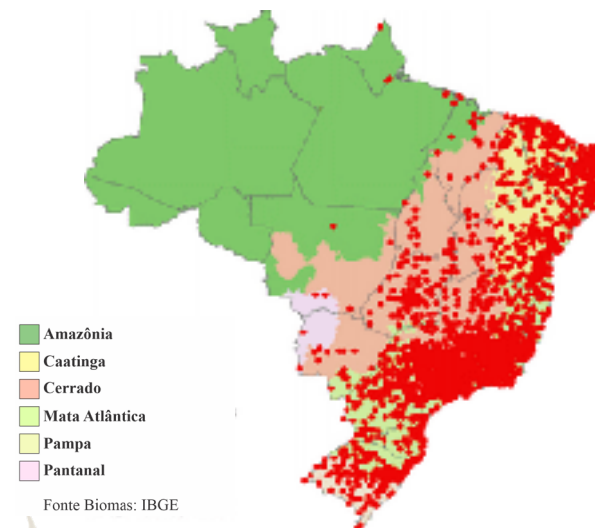 Amazônia
Caatinga
Cerrado
Mata Atlântica
Pampa
Pantanal
Fonte Biomas: IBGE